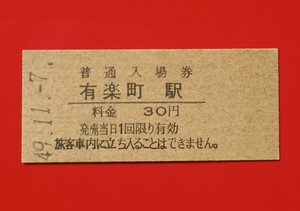 49.11.-7.
普通入場券
有楽町駅
料金 30円
発売当日1回限り有効
旅客車内に立ち入ることはできません。